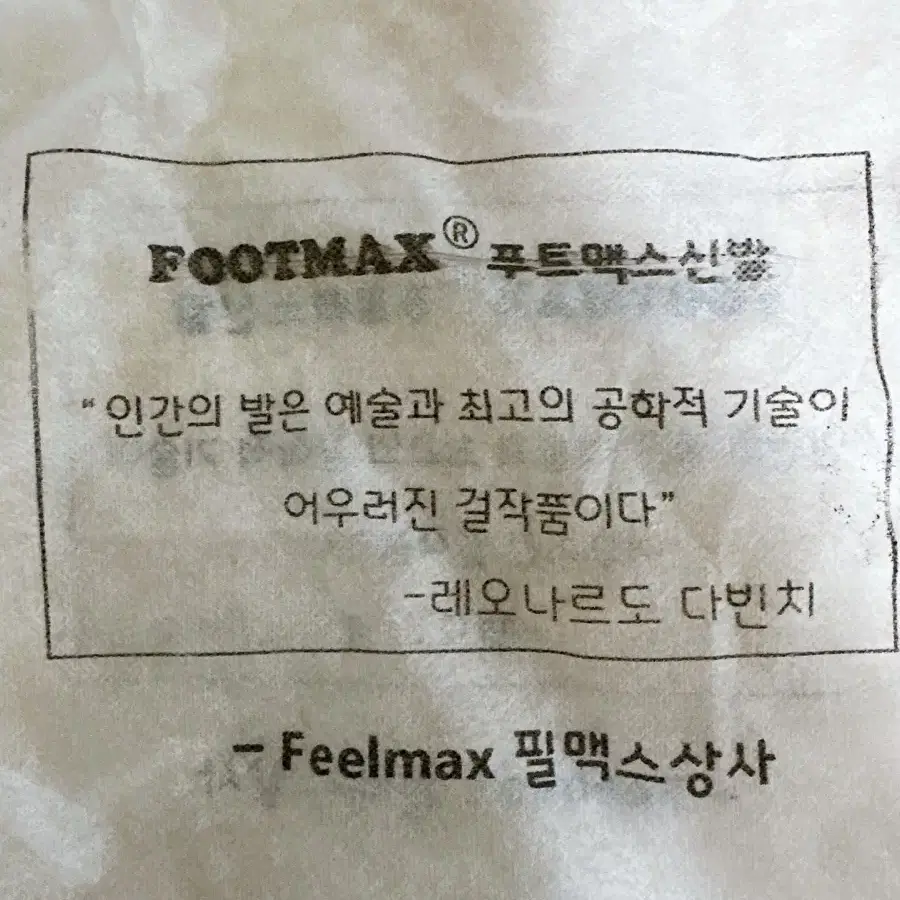 FOOTMAX® 푸트맥스신발
“ 인간의 발은 예술과 최고의 공학적 기술이
어우러진 걸작품이다”
-레오나르도 다빈치
- Feelmax 필맥스상사